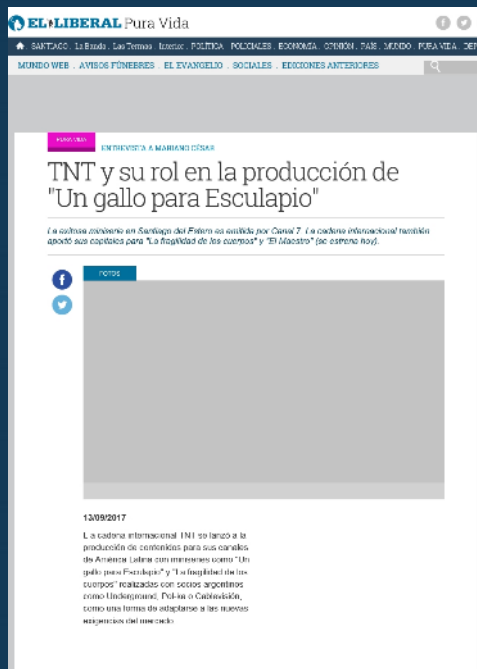 EL LIBERAL Pura Vida
SANTIAGO . La Banda . Las Termas . Interior . POLÍTICA . POLICIALES . ECONOMÍA . OPINIÓN . PAÍS . MUNDO . PURA VIDA . DEP
MUNDO WEB . AVISOS FÚNEBRES . EL EVANGELIO . SOCIALES . EDICIONES ANTERIORES
PURA VIDA
ENTREVISTA A MARIANO CÉSAR
TNT y su rol en la producción de
"Un gallo para Esculapio"
La exitosa miniserie en Santiago del Estero es emitida por Canal 7. La cadena internacional también
aportó sus capitales para "La fragilidad de los cuerpos" y "El Maestro" (se estrena hoy).
FOTOS
13/09/2017
L a cadena internacional TNT se lanzó a la
producción de contenidos para sus canales
de América Latina con miniseries como "Un
gallo para Esculapio" y "La fragilidad de los
cuerpos" realizadas con socios argentinos
como Underground, Pol-ka o Cablevisión,
como una forma de adaptarse a las nuevas
exigencias del mercado